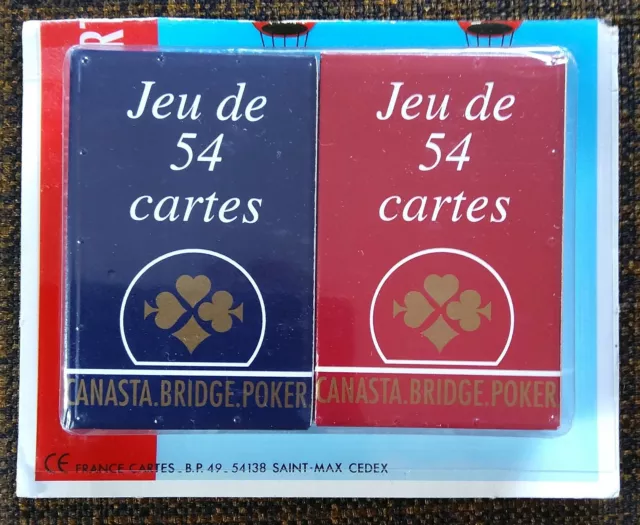 Jeu de
54
cartes
CANASTA.BRIDGE.POKER
Jeu de
54
cartes
CANASTA.BRIDGE.POKER
CE FRANCE CARTES - B.P. 49 - 54138 SAINT-MAX CEDEX